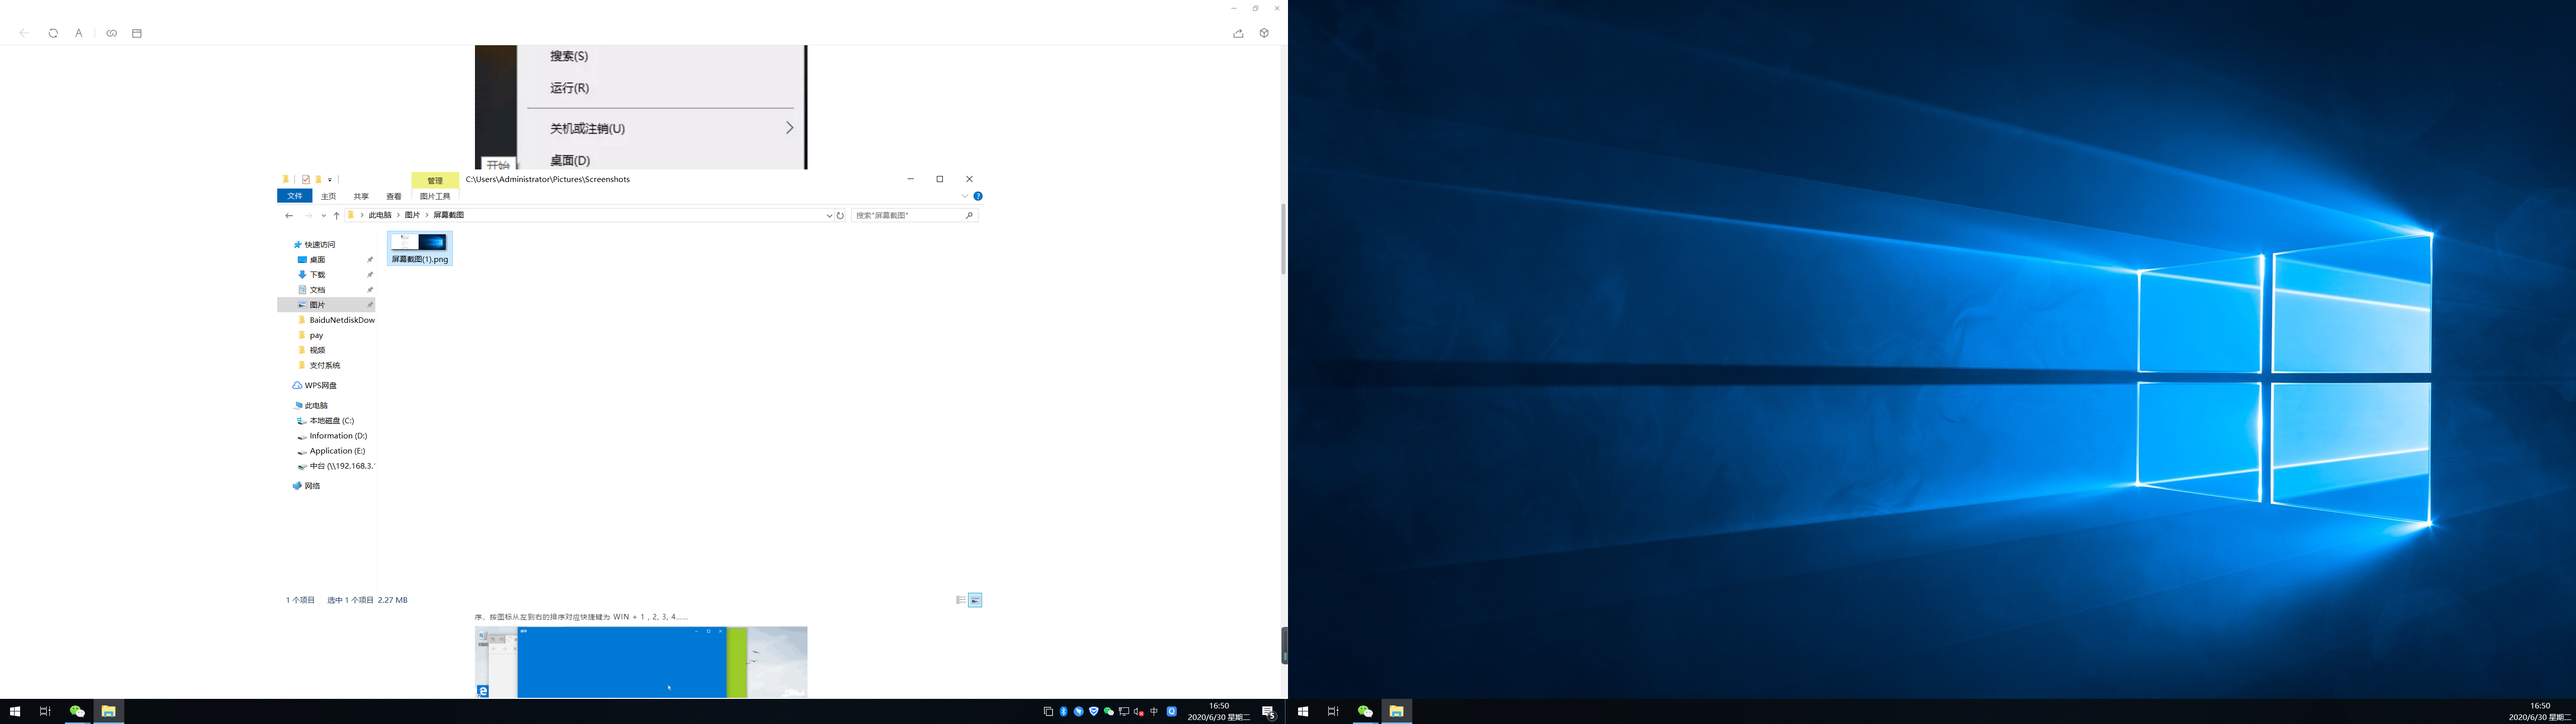 搜索(S)
运行(R)
关机或注销(U)
桌面(D)
开始
管理
C:\Users\Administrator\Pictures\Screenshots
文件
主页
共享
查看
图片工具
此电脑
图片
屏幕截图
搜索"屏幕截图"
快速访问
桌面
下载
文档
图片
BaiduNetdiskDow
pay
视频
支付系统
WPS网盘
此电脑
本地磁盘 (C:)
Information (D:)
Application (E:)
中台 (\\192.168.3.1
网络
屏幕截图(1).png
1 个项目
选中 1 个项目 2.27 MB
序，按图标从左到右的排序对应快捷键为 WIN + 1 , 2, 3, 4......
中
16:50
2020/6/30 星期二
5
16:50
2020/6/30 星期二